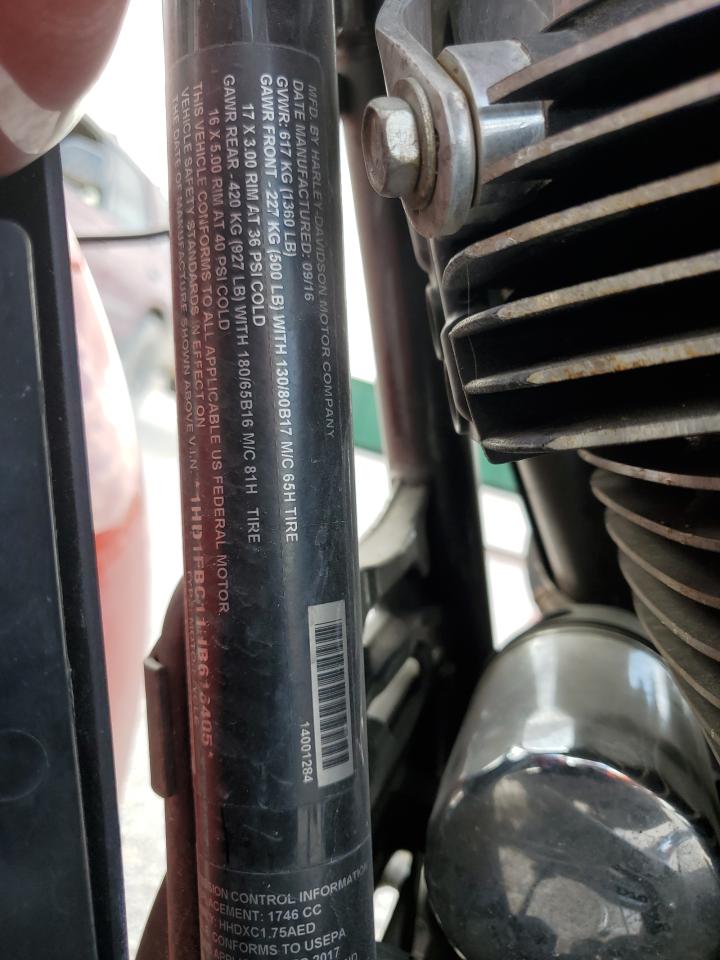 MFD. BY HARLEY-DAVIDSON MOTOR COMPANY
DATE MANUFACTURED: 09/16
GVWR: 617 KG (1360 LB)
GAWR FRONT - 227 KG (500 LB) WITH 130/80B17 M/C 65H TIRE
17 X 3.00 RIM AT 36 PSI COLD
GAWR REAR - 420 KG (927 LB) WITH 180/65B16 M/C 81H TIRE
16 X 5.00 RIM AT 40 PSI COLD
THIS VEHICLE CONFORMS TO ALL APPLICABLE US FEDERAL MOTOR
VEHICLE SAFETY STANDARDS IN EFFECT ON
THE DATE OF MANUFACTURE SHOWN ABOVE V.I.N.:
14001284
SION CONTROL INFORMATION
ACEMENT: 1746 CC
HHDXC1.75AED
CONFORMS TO USEPA
2017